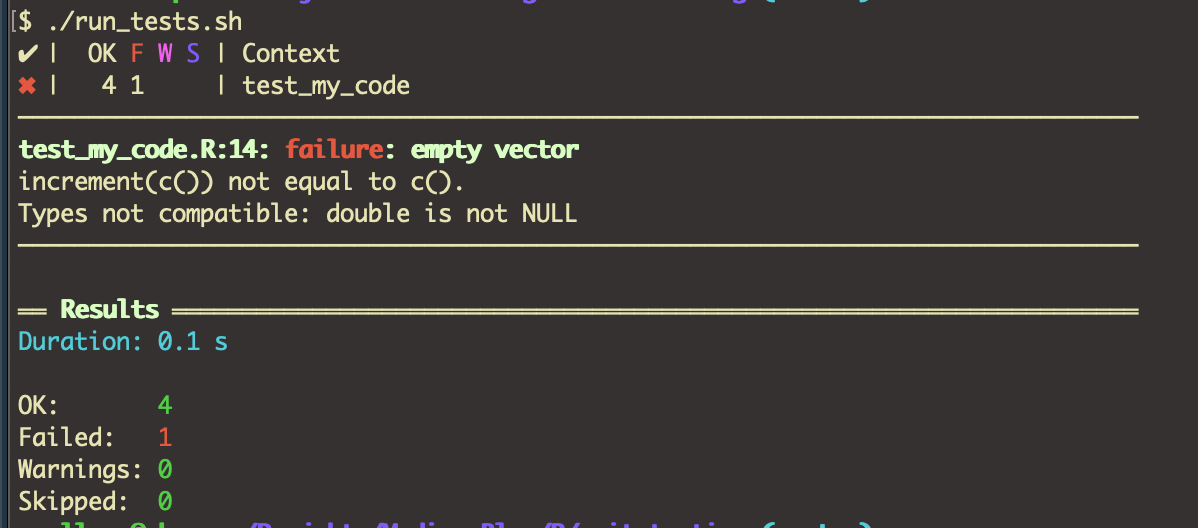 [$ ./run_tests.sh
✔ | OK F W S | Context
✖ | 4 1 | test_my_code
test_my_code.R:14: failure: empty vector
increment(c()) not equal to c().
Types not compatible: double is not NULL
══ Results ═════════════════════════════
Duration: 0.1 s
OK: 4
Failed: 1
Warnings: 0
Skipped: 0